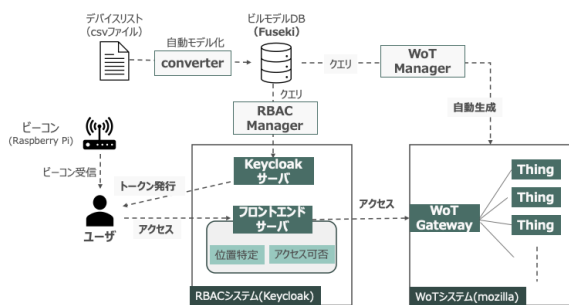 デバイスリスト
(csvファイル)
自動モデル化
converter
ビルモデルDB
(Fuseki)
クエリ
WoT
Manager
クエリ
RBAC
Manager
自動生成
ビーコン
(Raspberry Pi)
ビーコン受信
トークン発行
Keycloak
サーバ
ユーザ
アクセス
フロントエンド
サーバ
位置特定
アクセス可否
アクセス
WoT
Gateway
Thing
Thing
Thing
RBACシステム(Keycloak)
WoTシステム(mozilla)